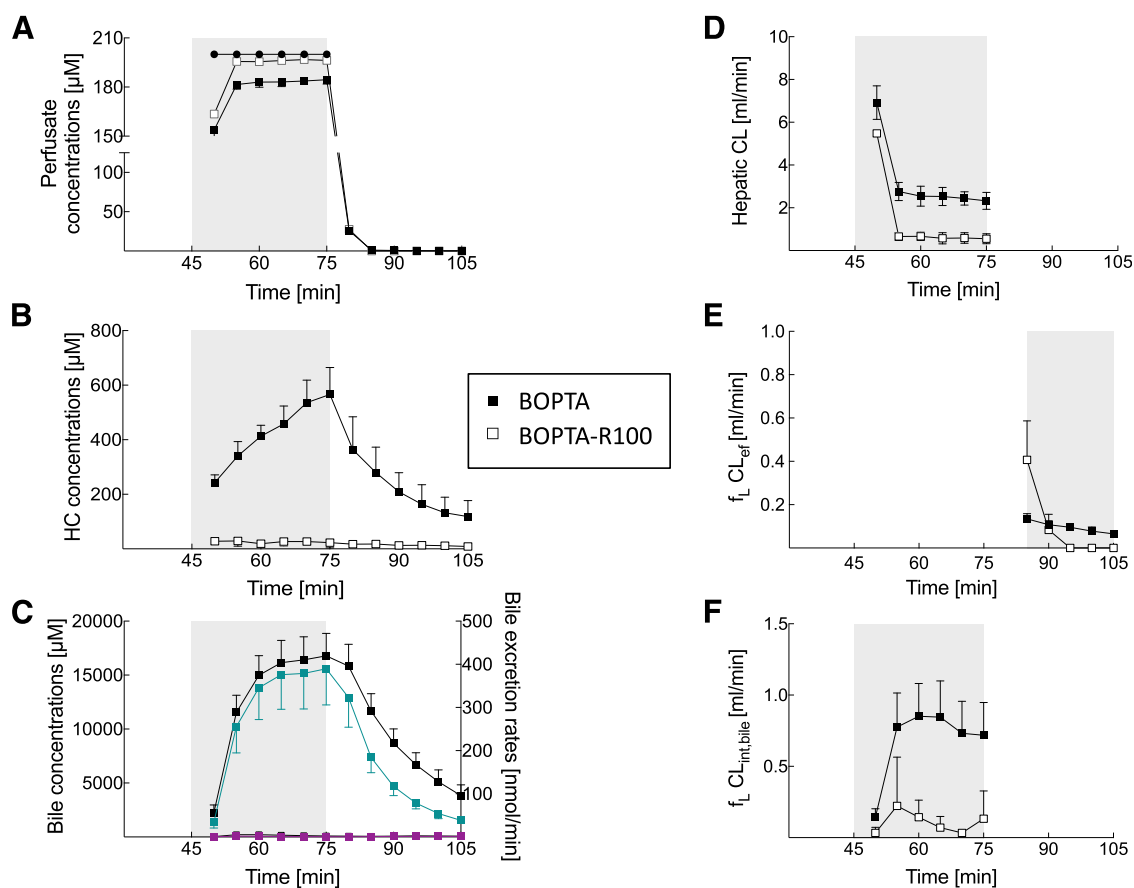 A
Perfusate
concentrations [µM]
210
180
150
100
50
45 60 75 90 105
Time [min]
B
HC concentrations [µM]
800
600
400
200
45 60 75 90 105
Time [min]
BOPTA
BOPTA-R100
C
Bile concentrations [µM]
20000
15000
10000
5000
45 60 75 90 105
Time [min]
Bile excretion rates [nmol/min]
500
400
300
200
100
D
Hepatic CL [ml/min]
10
8
6
4
2
45 60 75 90 105
Time [min]
E
f_L CL_ef [ml/min]
1.0
0.8
0.6
0.4
0.2
45 60 75 90 105
Time [min]
F
f_L CL_int,bile [ml/min]
1.5
1.0
0.5
45 60 75 90 105
Time [min]